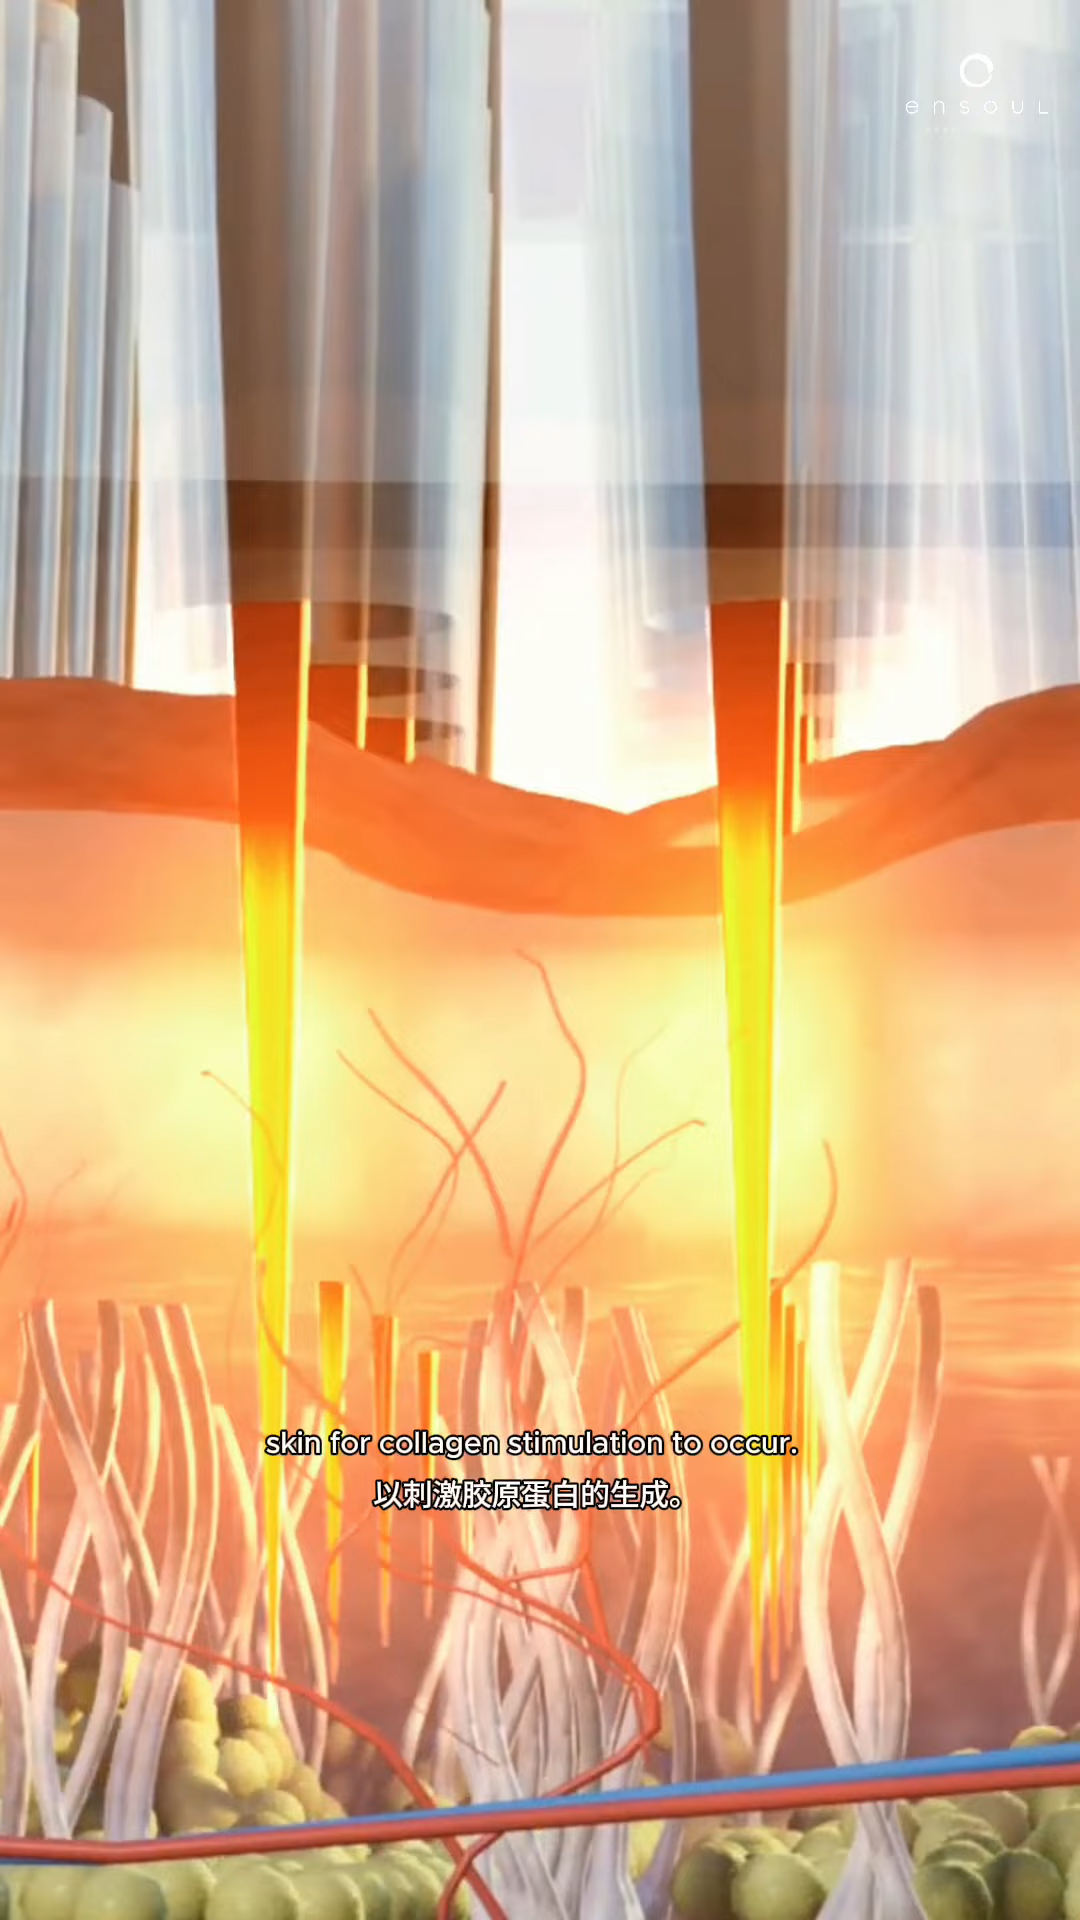 ensoul
skin for collagen stimulation to occur.
以刺激胶原蛋白的生成。